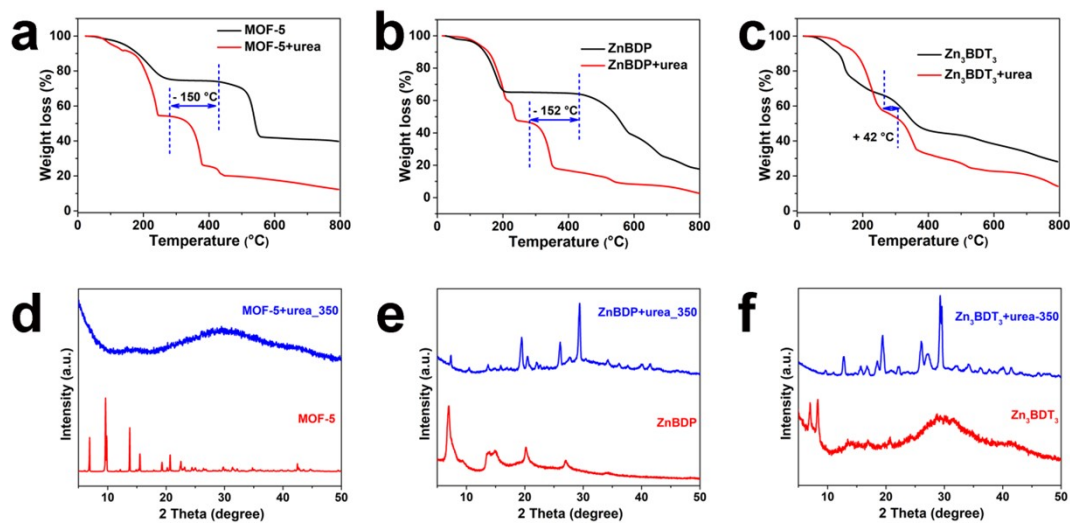 a
MOF-5
MOF-5+urea
- 150 °C
Weight loss (%)
100
80
60
40
20
0
0 200 400 600 800
Temperature (°C)
b
ZnBDP
ZnBDP+urea
- 152 °C
Weight loss (%)
100
80
60
40
20
0
0 200 400 600 800
Temperature (°C)
c
Zn₃BDT₃
Zn₃BDT₃+urea
+ 42 °C
Weight loss (%)
100
80
60
40
20
0
0 200 400 600 800
Temperature (°C)
d
MOF-5+urea_350
MOF-5
Intensity (a.u.)
10 20 30 40 50
2 Theta (degree)
e
ZnBDP+urea_350
ZnBDP
Intensity (a.u.)
10 20 30 40 50
2 Theta (degree)
f
Zn₃BDT₃+urea-350
Zn₃BDT₃
Intensity (a.u.)
10 20 30 40 50
2 Theta (degree)